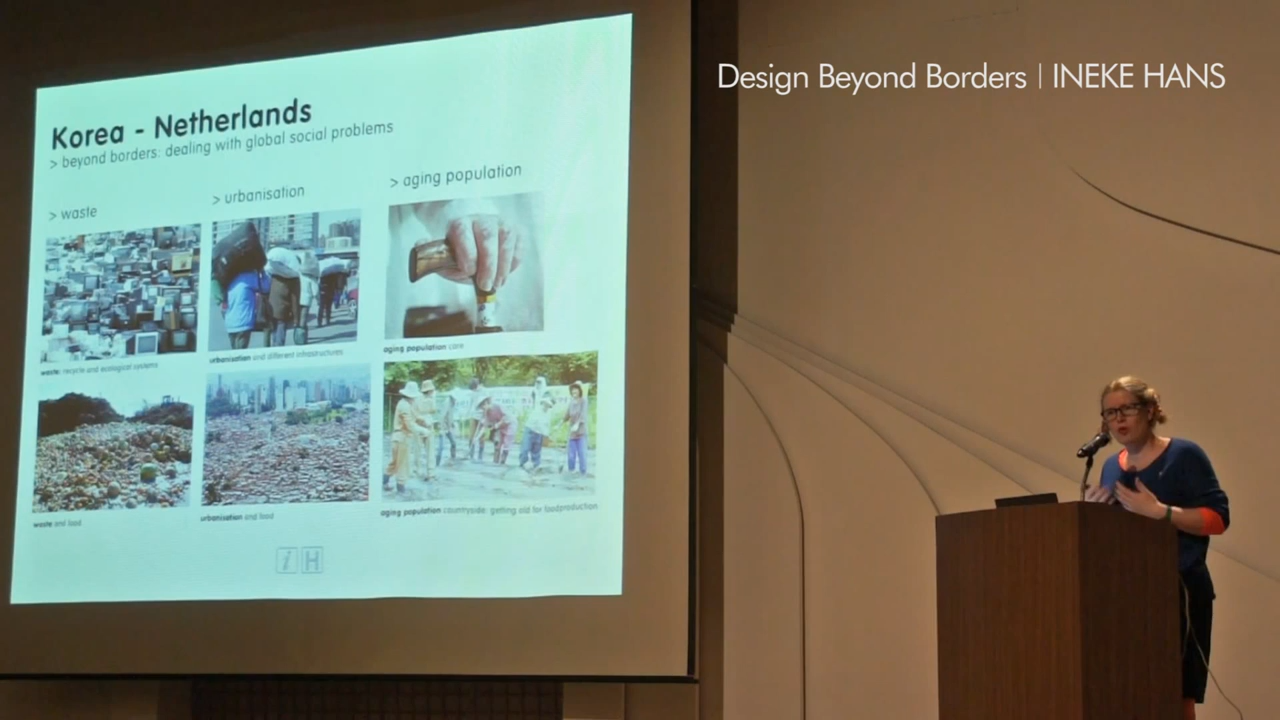 Design Beyond Borders | INEKE HANS
Korea - Netherlands
> beyond borders: dealing with global social problems
> waste
> urbanisation
> aging population
waste: recycle and ecological systems
urbanisation and different infrastructures
aging population care
waste and food
urbanisation and food
aging population countryside: getting old for foodproduction
i H